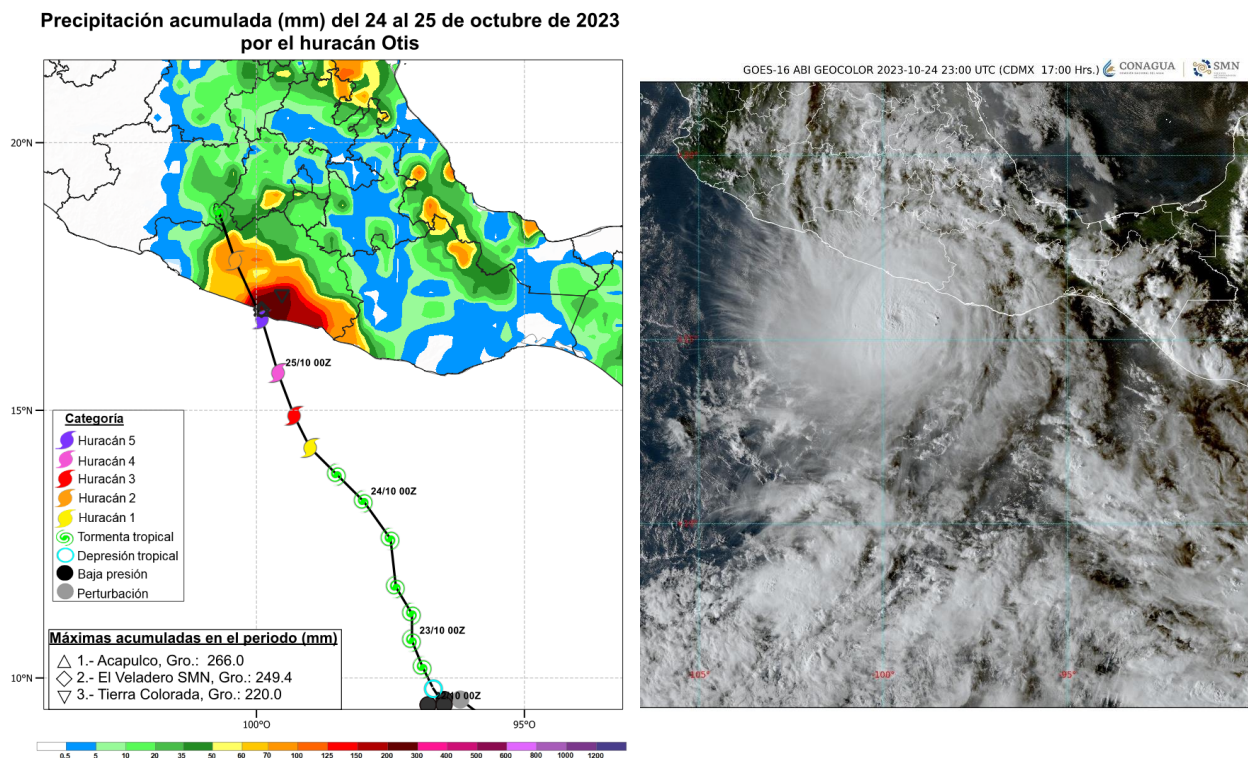 Precipitación acumulada (mm) del 24 al 25 de octubre de 2023
por el huracán Otis
20°N
15°N
10°N
100°O
95°O
25/10 00Z
24/10 00Z
23/10 00Z
22/10 00Z
Categoría
Huracán 5
Huracán 4
Huracán 3
Huracán 2
Huracán 1
Tormenta tropical
Depresión tropical
Baja presión
Perturbación
Máximas acumuladas en el periodo (mm)
1.- Acapulco, Gro.: 266.0
2.- El Veladero SMN, Gro.: 249.4
3.- Tierra Colorada, Gro.: 220.0
0.5 5 10 20 35 50 60 70 100 125 150 200 300 400 500 600 800 1000 1200
GOES-16 ABI GEOCOLOR 2023-10-24 23:00 UTC (CDMX 17:00 Hrs.)
CONAGUA
SMN
-105°
-100°
-95°